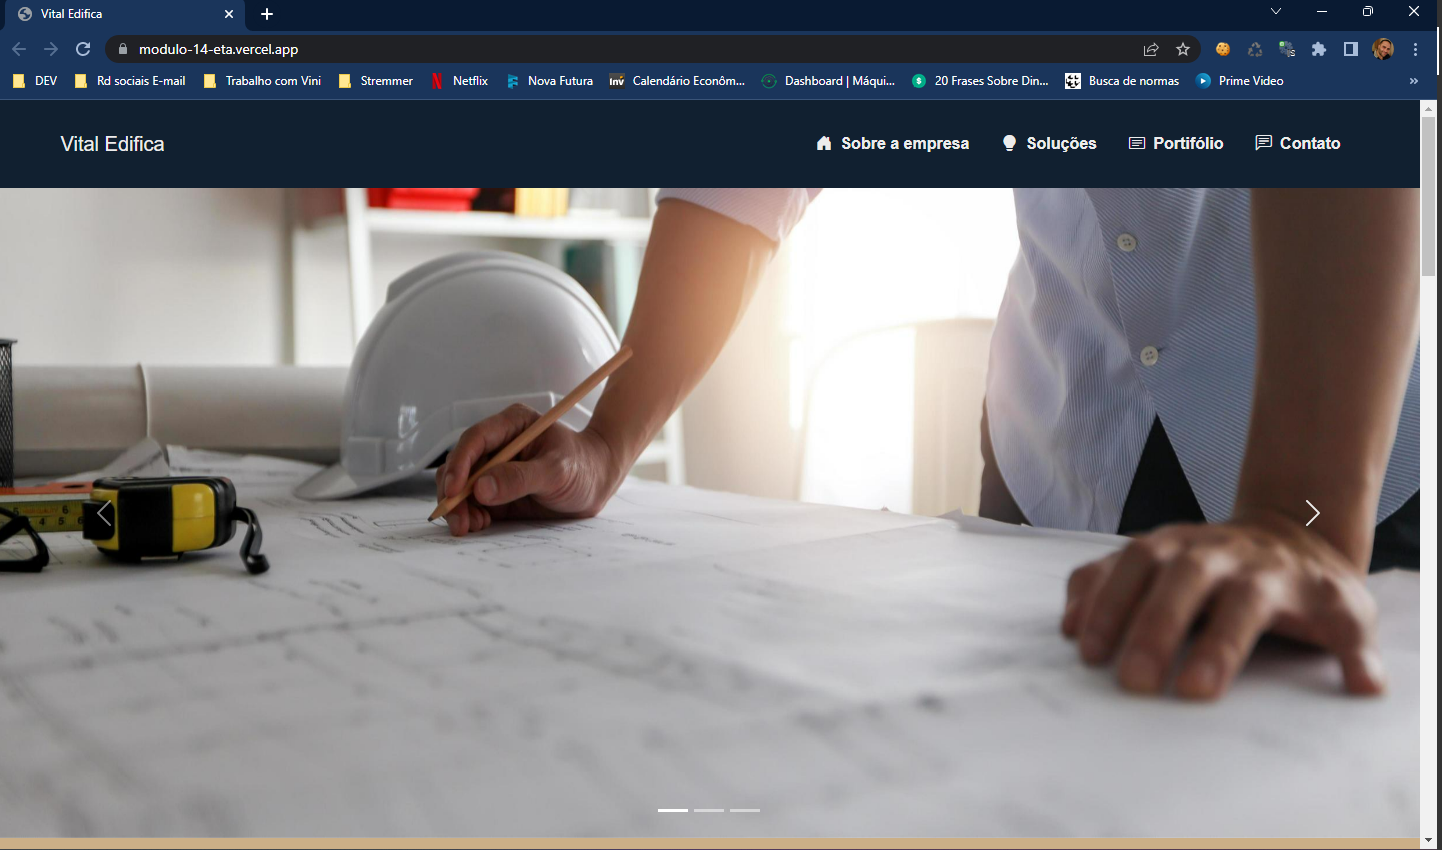 Vital Edifica
modulo-14-eta.vercel.app
DEV Rd sociais E-mail Trabalho com Vini Stremmer Netflix Nova Futura Inv Calendário Econôm... Dashboard | Máqui... $ 20 Frases Sobre Din... Busca de normas Prime Video »
Vital Edifica Sobre a empresa Soluções Portifólio Contato